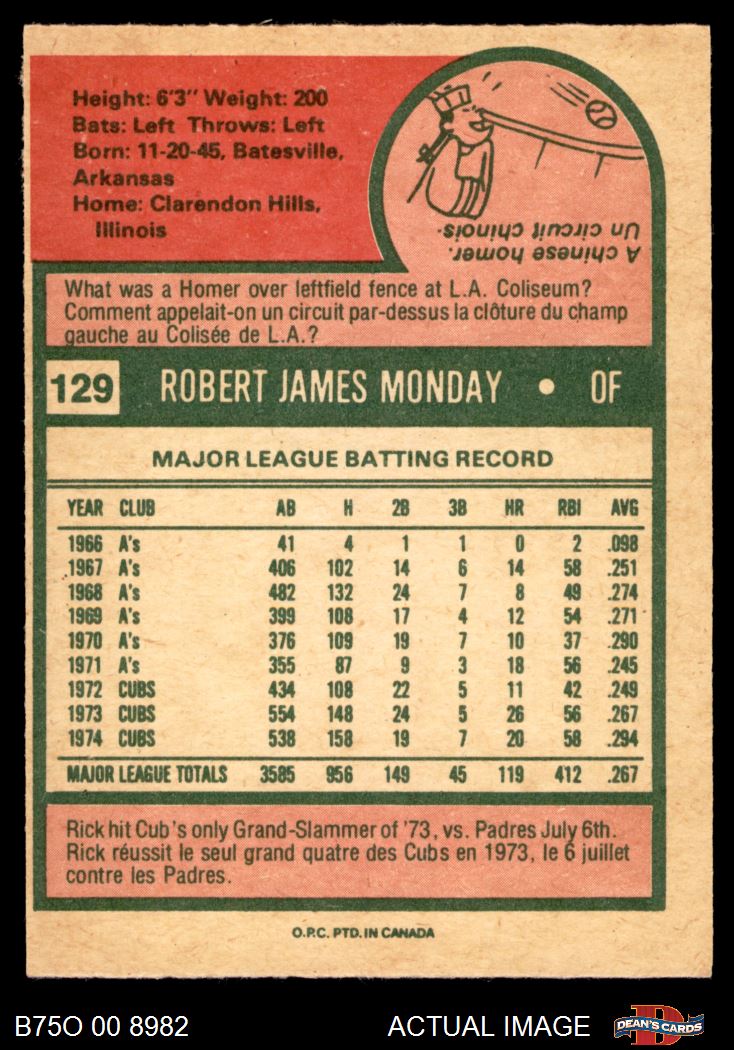 Height: 6'3" Weight: 200
Bats: Left Throws: Left
Born: 11-20-45, Batesville,
Arkansas
Home: Clarendon Hills,
Illinois
A chinese homer.
Un circuit chinois.
What was a Homer over leftfield fence at L.A. Coliseum?
Comment appelait-on un circuit par-dessus la clôture du champ
gauche au Colisée de L.A.?
129 ROBERT JAMES MONDAY • OF
MAJOR LEAGUE BATTING RECORD
YEAR CLUB AB H 2B 3B HR RBI AVG
1966 A's 41 4 1 1 0 2 .098
1967 A's 406 102 14 6 14 58 .251
1968 A's 482 132 24 7 8 49 .274
1969 A's 399 108 17 4 12 54 .271
1970 A's 376 109 19 7 10 37 .290
1971 A's 355 87 9 3 18 56 .245
1972 CUBS 434 108 22 5 11 42 .249
1973 CUBS 554 148 24 5 26 56 .267
1974 CUBS 538 158 19 7 20 58 .294
MAJOR LEAGUE TOTALS 3585 956 149 45 119 412 .267
Rick hit Cub's only Grand-Slammer of '73, vs. Padres July 6th.
Rick réussit le seul grand quatre des Cubs en 1973, le 6 juillet
contre les Padres.
O.P.C. PTD. IN CANADA
B75O 00 8982 ACTUAL IMAGE D DEAN'S CARDS